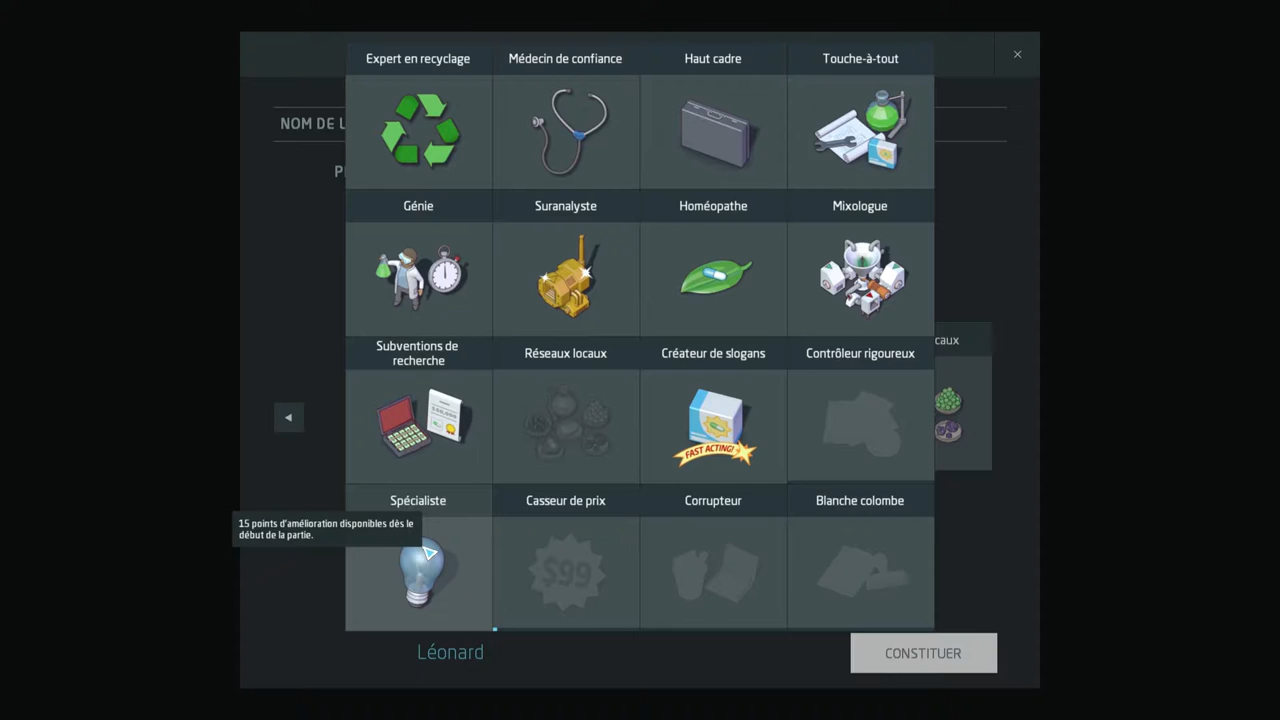 Expert en recyclage
Médecin de confiance
Haut cadre
Touche-à-tout
×
NOM DE L
P
Génie
Suranalyste
Homéopathe
Mixologue
Subventions de
recherche
Réseaux locaux
Créateur de slogans
Contrôleur rigoureux
caux
FAST ACTING!
Spécialiste
Casseur de prix
Corrupteur
Blanche colombe
15 points d'amélioration disponibles dès le
début de la partie.
$99
Léonard
CONSTITUER